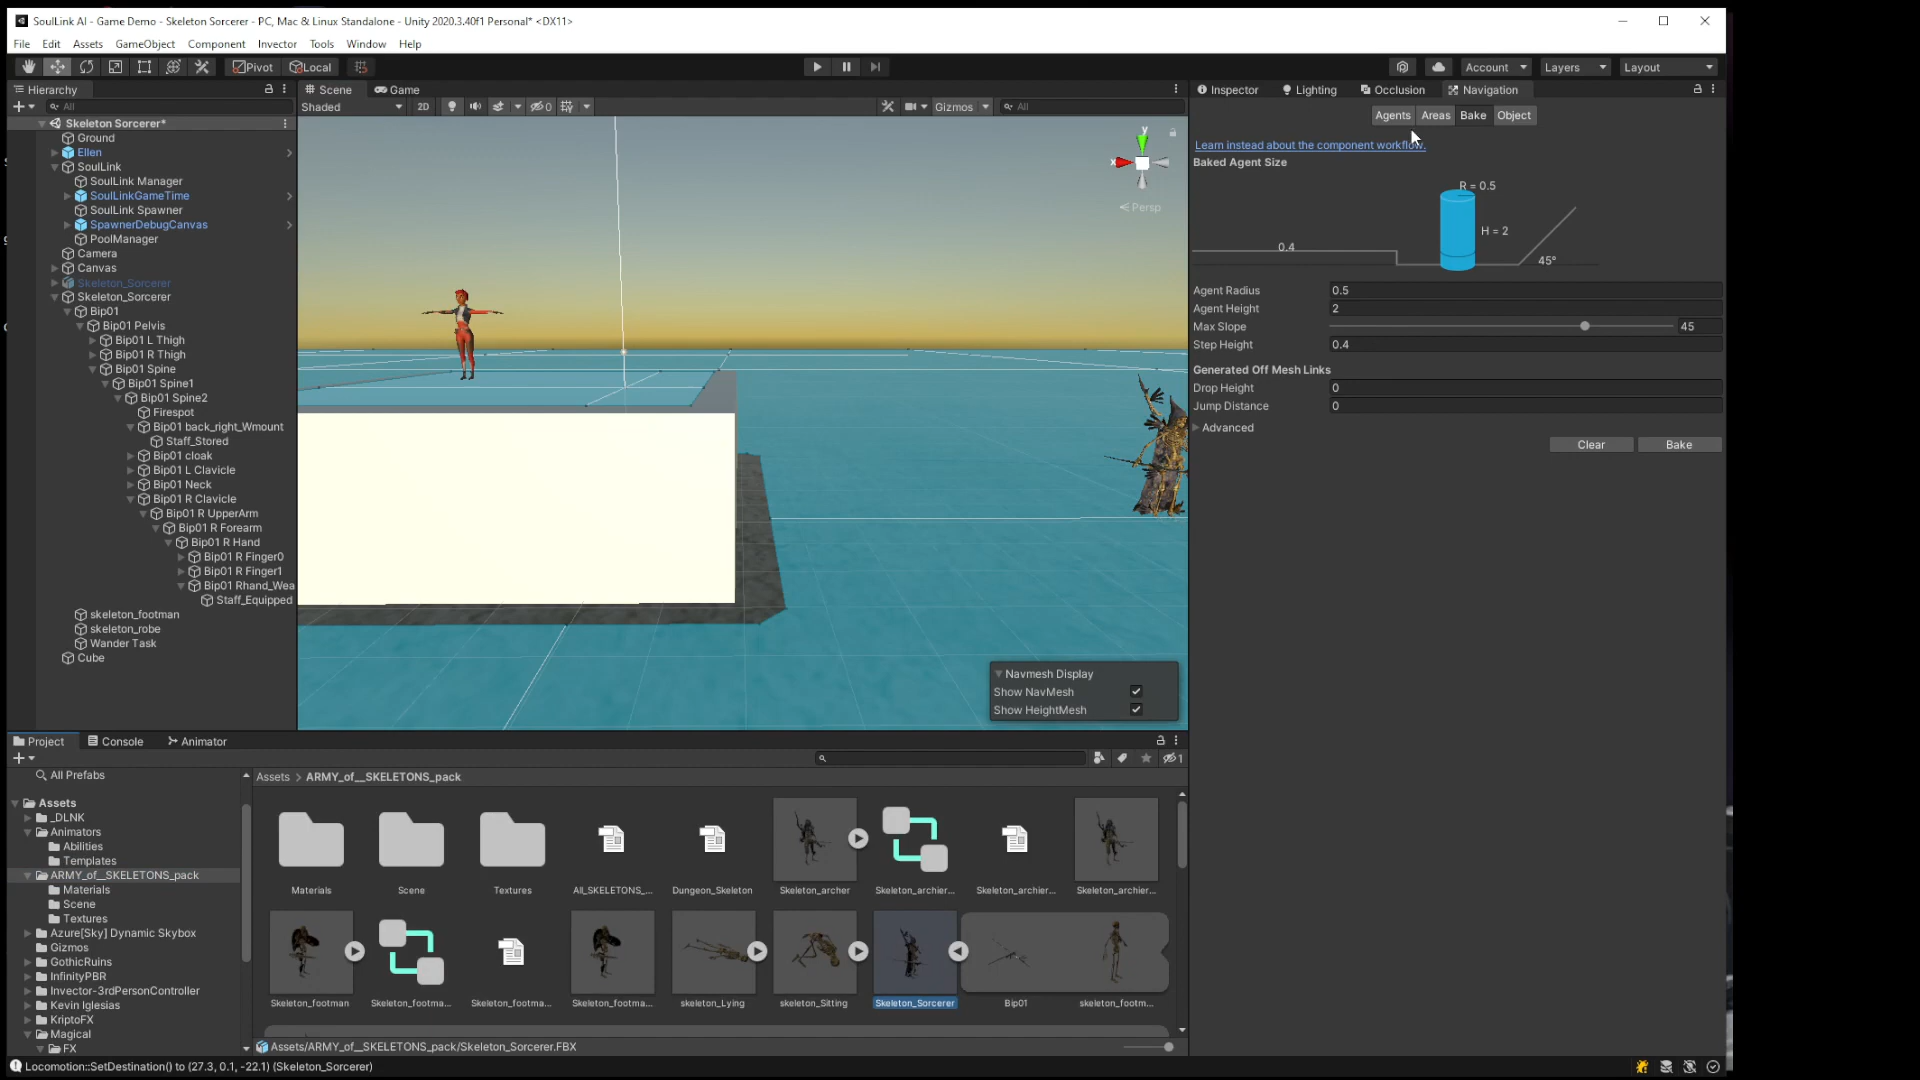 SoulLink AI - Game Demo - Skeleton Sorcerer - PC, Mac & Linux Standalone - Unity 2020.3.40f1 Personal* <DX11>
File Edit Assets GameObject Component Invector Tools Window Help
Pivot Local Account Layers Layout
Hierarchy
All
Skeleton Sorcerer*
Ground
Ellen
SoulLink
SoulLink Manager
SoulLinkGameTime
SoulLink Spawner
SpawnerDebugCanvas
PoolManager
Camera
Canvas
Skeleton_Sorcerer
Skeleton_Sorcerer
Bip01
Bip01 Pelvis
Bip01 L Thigh
Bip01 R Thigh
Bip01 Spine
Bip01 Spine1
Bip01 Spine2
Firespot
Bip01 back_right_Wmount
Staff_Stored
Bip01 cloak
Bip01 L Clavicle
Bip01 Neck
Bip01 R Clavicle
Bip01 R UpperArm
Bip01 R Forearm
Bip01 R Hand
Bip01 R Finger0
Bip01 R Finger1
Bip01 Rhand_Wea
Staff_Equipped
skeleton_footman
skeleton_robe
Wander Task
Cube
Scene Game
Shaded 2D 0 Gizmos All
y
x
Persp
Navmesh Display
Show NavMesh
Show HeightMesh
Inspector Lighting Occlusion Navigation
Agents Areas Bake Object
Learn instead about the component workflow.
Baked Agent Size
R = 0.5
H = 2
0.4
45°
Agent Radius 0.5
Agent Height 2
Max Slope 45
Step Height 0.4
Generated Off Mesh Links
Drop Height 0
Jump Distance 0
Advanced
Clear Bake
Project Console Animator
1
All Prefabs
Assets
_DLNK
Animators
Abilities
Templates
ARMY_of__SKELETONS_pack
Materials
Scene
Textures
Azure[Sky] Dynamic Skybox
Gizmos
GothicRuins
InfinityPBR
Invector-3rdPersonController
Kevin Iglesias
KriptoFX
Magical
FX
Assets > ARMY_of__SKELETONS_pack
Materials Scene Textures All_SKELETONS_... Dungeon_Skeleton Skeleton_archer Skeleton_archier... Skeleton_archier... Skeleton_archier...
Skeleton_footman Skeleton_footma... Skeleton_footma... Skeleton_footma... skeleton_Lying skeleton_Sitting Skeleton_Sorcerer Bip01 skeleton_footm...
Assets/ARMY_of__SKELETONS_pack/Skeleton_Sorcerer.FBX
Locomotion::SetDestination() to (27.3, 0.1, -22.1) (Skeleton_Sorcerer)